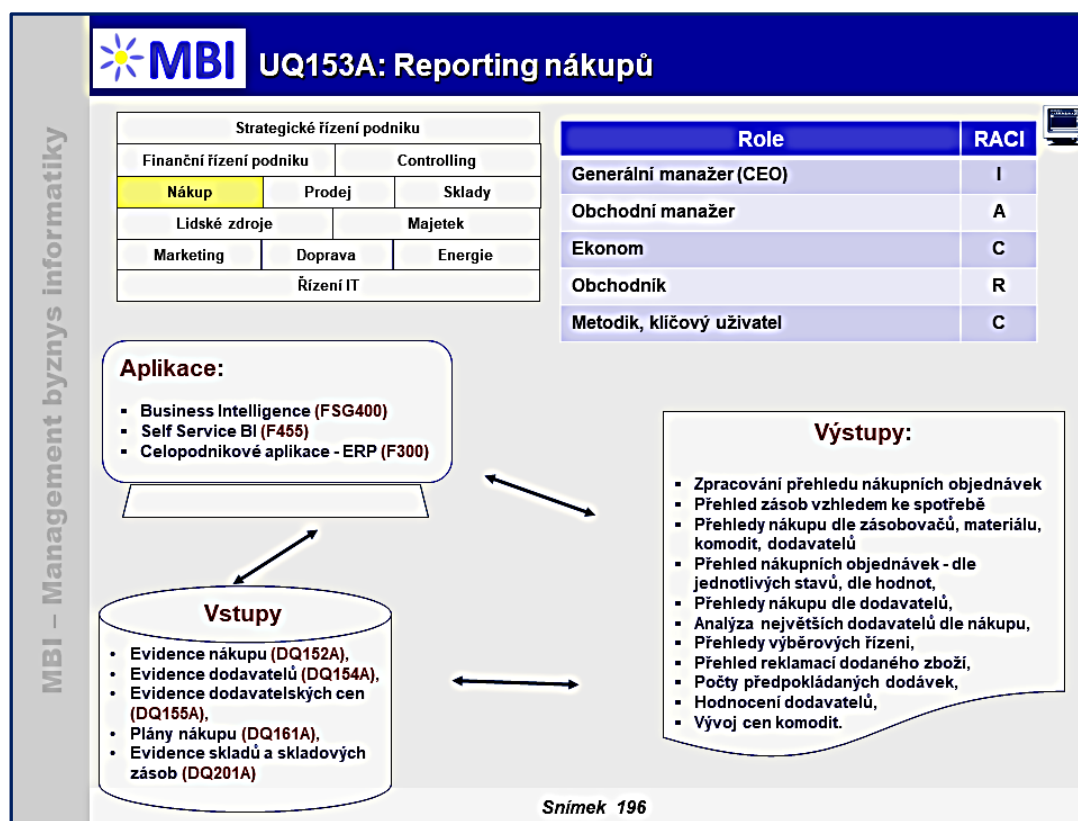 MBI – Management byznys informatiky
MBI
UQ153A: Reporting nákupů
Strategické řízení podniku
Finanční řízení podniku Controlling
Nákup Prodej Sklady
Lidské zdroje Majetek
Marketing Doprava Energie
Řízení IT
Role RACI
Generální manažer (CEO) I
Obchodní manažer A
Ekonom C
Obchodník R
Metodik, klíčový uživatel C
Aplikace:
▪ Business Intelligence (FSG400)
▪ Self Service BI (F455)
▪ Celopodnikové aplikace - ERP (F300)
Vstupy
• Evidence nákupu (DQ152A),
• Evidence dodavatelů (DQ154A),
• Evidence dodavatelských cen
(DQ155A),
• Plány nákupu (DQ161A),
• Evidence skladů a skladových
zásob (DQ201A)
Výstupy:
▪ Zpracování přehledu nákupních objednávek
▪ Přehled zásob vzhledem ke spotřebě
▪ Přehledy nákupu dle zásobovačů, materiálu,
komodit, dodavatelů
▪ Přehled nákupních objednávek - dle
jednotlivých stavů, dle hodnot,
▪ Přehledy nákupu dle dodavatelů,
▪ Analýza největších dodavatelů dle nákupu,
▪ Přehledy výběrových řízeni,
▪ Přehled reklamací dodaného zboží,
▪ Počty předpokládaných dodávek,
▪ Hodnocení dodavatelů,
▪ Vývoj cen komodit.
Snímek 196